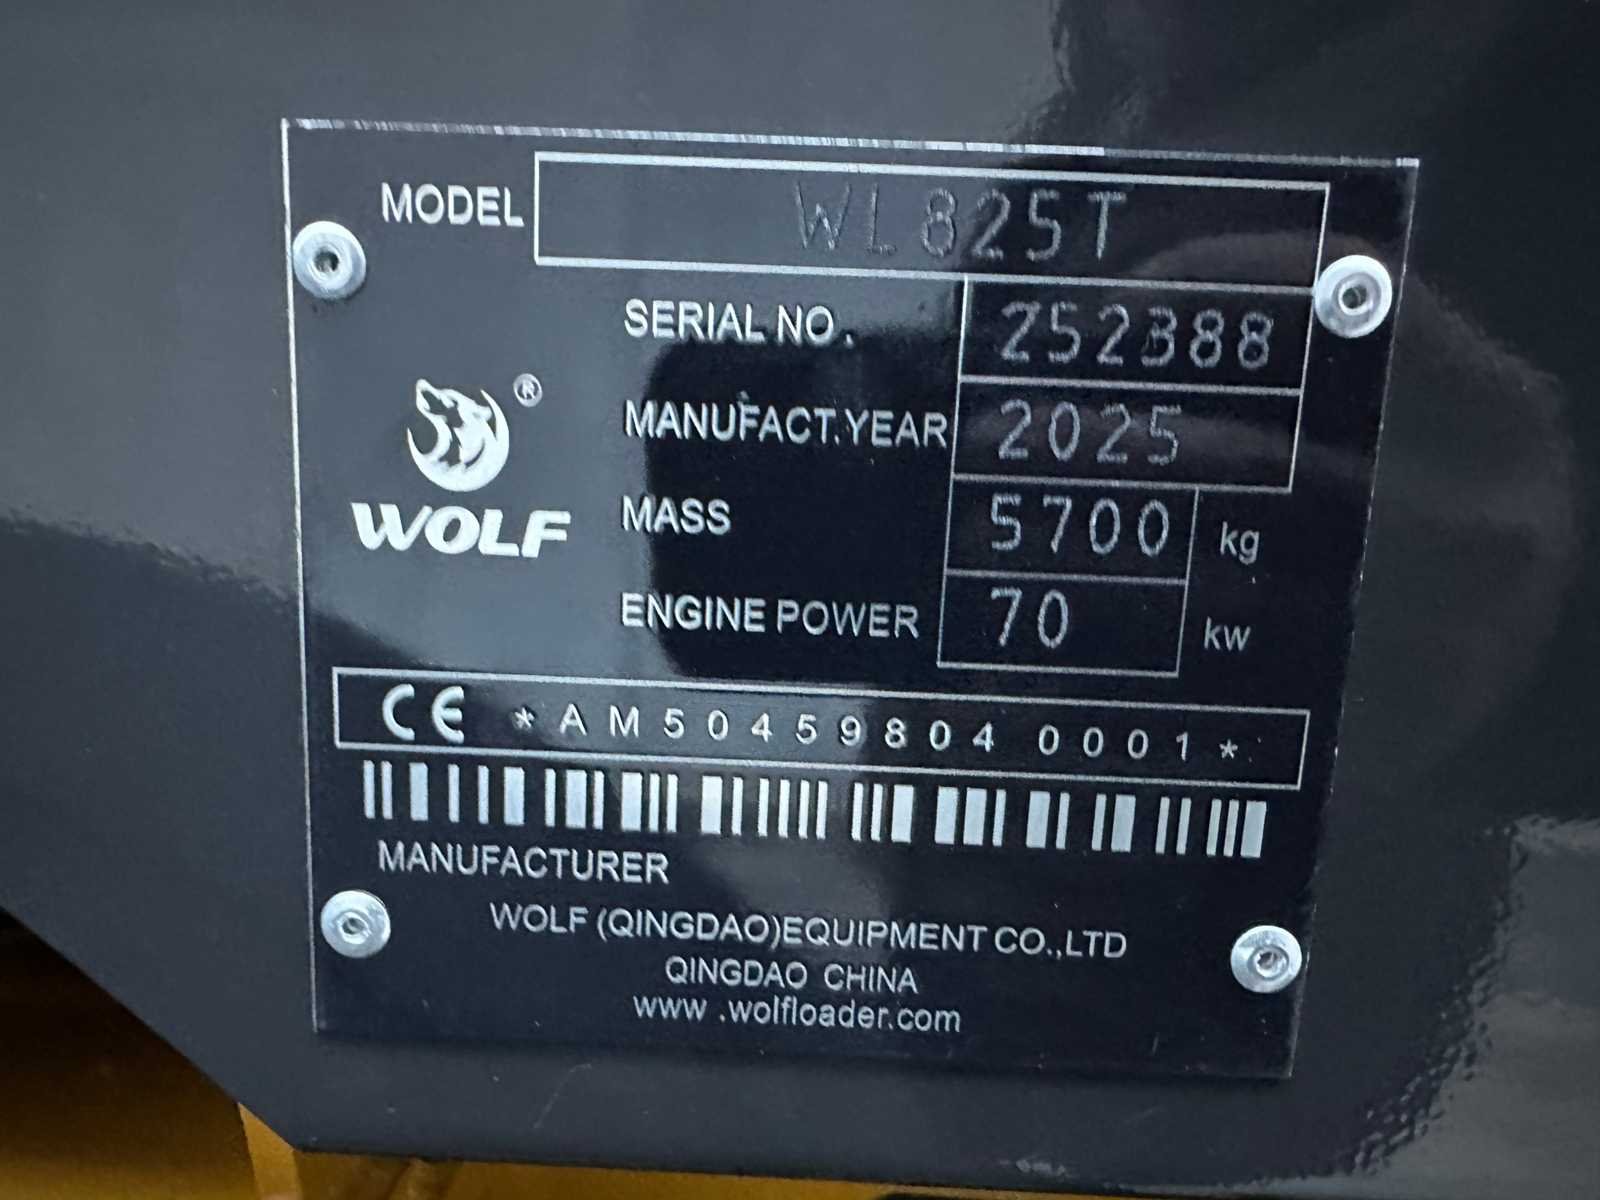 MODEL WL825T
SERIAL NO. 252388
MANUFACT.YEAR 2025
MASS 5700 kg
ENGINE POWER 70 kw
®
WOLF
CE *AM50459804 0001*
MANUFACTURER
WOLF (QINGDAO)EQUIPMENT CO.,LTD
QINGDAO CHINA
www .wolfloader.com